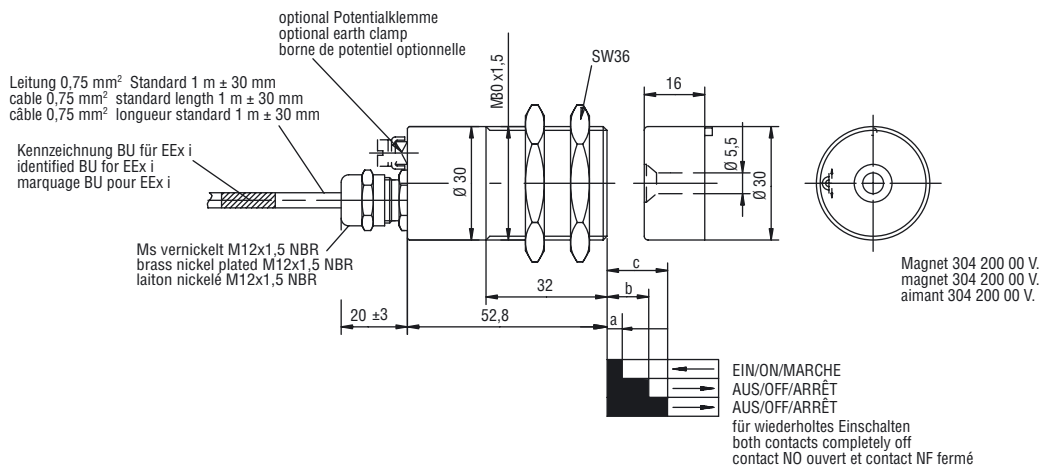 optional Potentialklemme
optional earth clamp
borne de potentiel optionnelle
Leitung 0,75 mm² Standard 1 m ± 30 mm
cable 0,75 mm² standard length 1 m ± 30 mm
câble 0,75 mm² longueur standard 1 m ± 30 mm
Kennzeichnung BU für EEx i
identified BU for EEx i
marquage BU pour EEx i
M30 x1,5
SW36
16
Ø 30
Ø 5,5
Ø 30
Ms vernickelt M12x1,5 NBR
brass nickel plated M12x1,5 NBR
laiton nickelé M12x1,5 NBR
Magnet 304 200 00 V.
magnet 304 200 00 V.
aimant 304 200 00 V.
c
32
b
20 ±3
52,8
a
EIN/ON/MARCHE
AUS/OFF/ARRÊT
AUS/OFF/ARRÊT
für wiederholtes Einschalten
both contacts completely off
contact NO ouvert et contact NF fermé